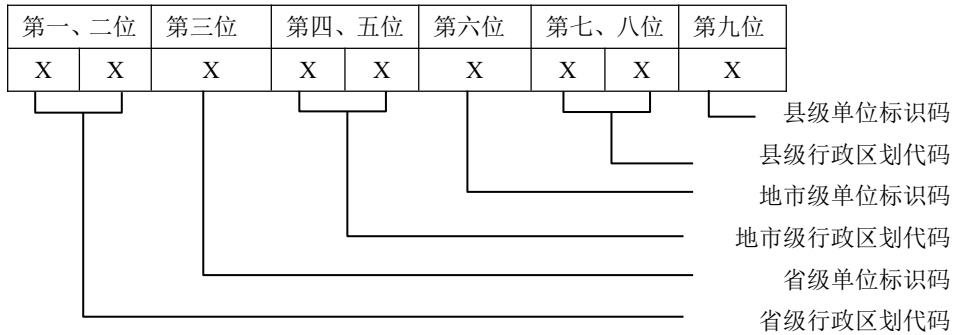 第一、二位 第三位 第四、五位 第六位 第七、八位 第九位
X X X X X X X X X
县级单位标识码
县级行政区划代码
地市级单位标识码
地市级行政区划代码
省级单位标识码
省级行政区划代码